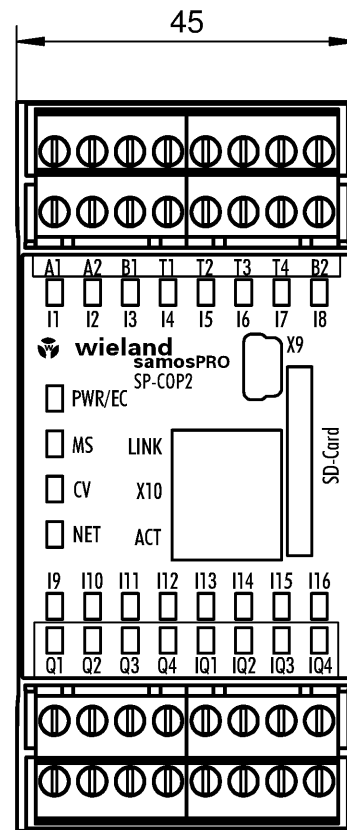 45
A1 A2 B1 T1 T2 T3 T4 B2
I1 I2 I3 I4 I5 I6 I7 I8
wieland
samosPRO
SP-COP2
X9
PWR/EC
SD-Card
MS LINK
CV X10
NET ACT
I9 I10 I11 I12 I13 I14 I15 I16
Q1 Q2 Q3 Q4 IQ1 IQ2 IQ3 IQ4